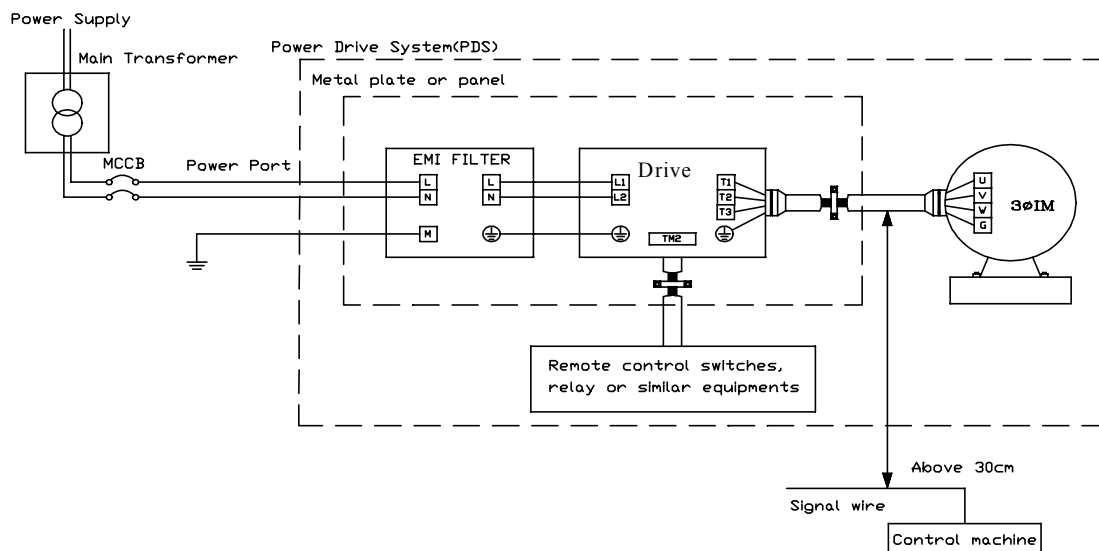 Power Supply
Main Transformer
Power Drive System(PDS)
Metal plate or panel
MCCB
Power Port
EMI FILTER
Drive
L
N
M
L
N
L1
L2
T1
T2
T3
TM2
U
V
W
G
3øIM
Remote control switches,
relay or similar equipments
Above 30cm
Signal wire
Control machine